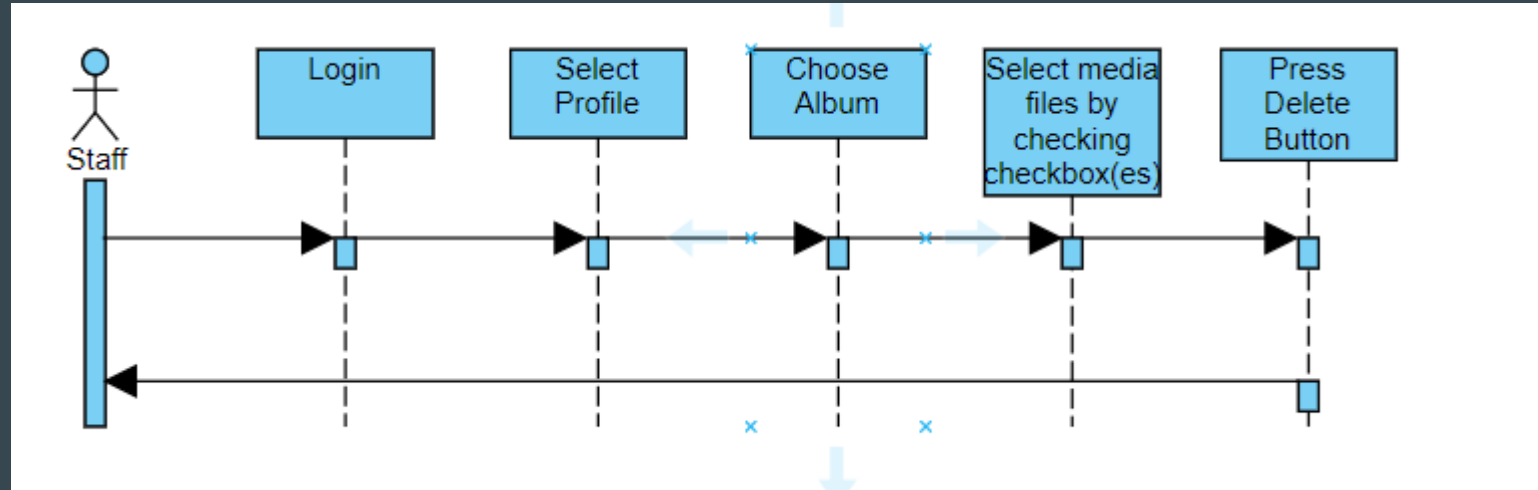 Staff
Login
Select
Profile
Choose
Album
Select media
files by
checking
checkbox(es)
Press
Delete
Button